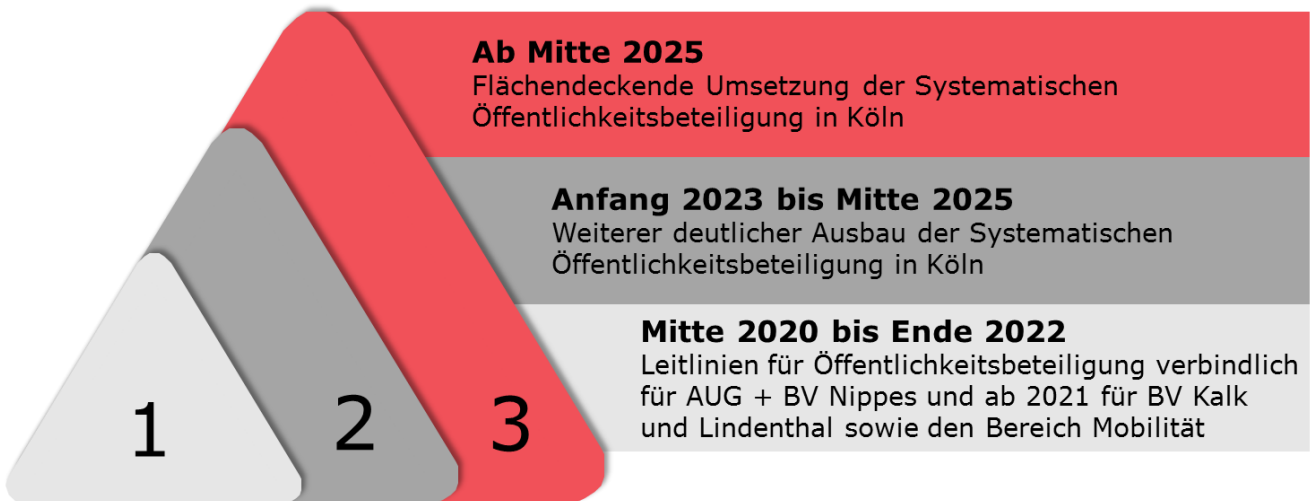 Ab Mitte 2025
Flächendeckende Umsetzung der Systematischen
Öffentlichkeitsbeteiligung in Köln
Anfang 2023 bis Mitte 2025
Weiterer deutlicher Ausbau der Systematischen
Öffentlichkeitsbeteiligung in Köln
Mitte 2020 bis Ende 2022
Leitlinien für Öffentlichkeitsbeteiligung verbindlich
für AUG + BV Nippes und ab 2021 für BV Kalk
und Lindenthal sowie den Bereich Mobilität
1
2
3